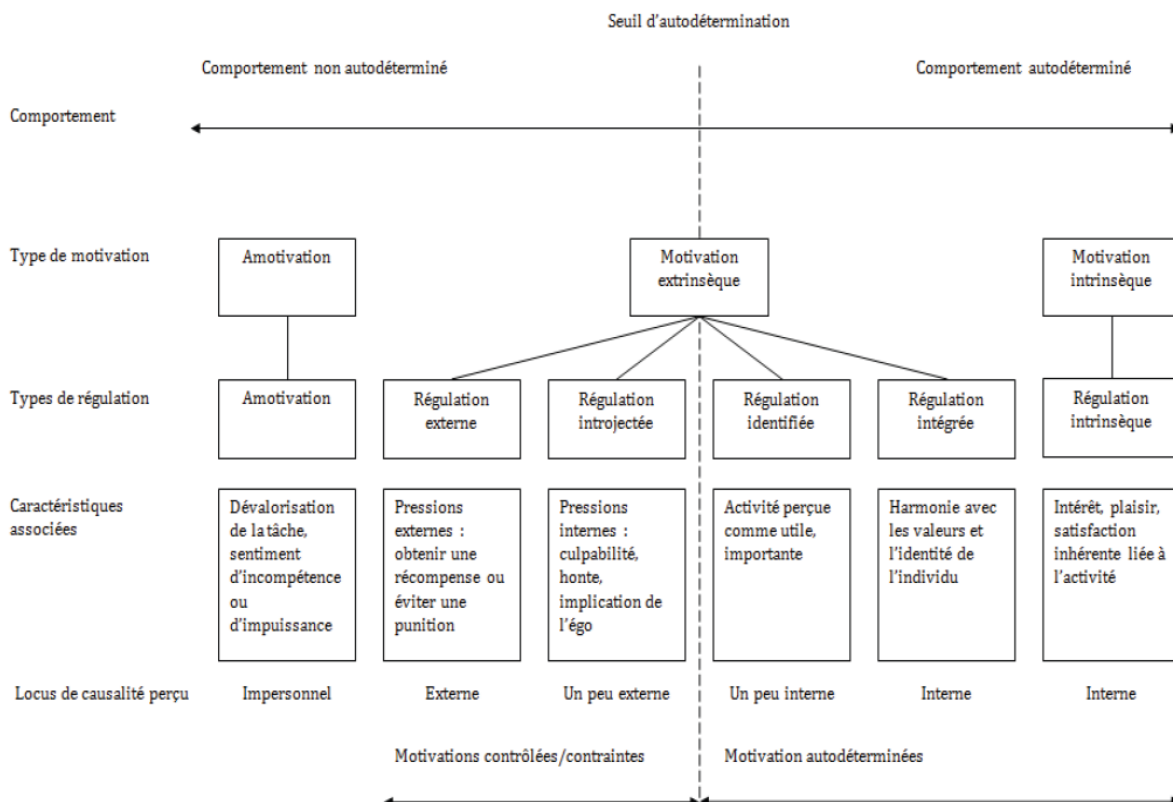 Seuil d'autodétermination
Comportement non autodéterminé
Comportement autodéterminé
Comportement
Type de motivation
Amotivation
Motivation
extrinsèque
Motivation
intrinsèque
Types de régulation
Amotivation
Régulation
externe
Régulation
introjectée
Régulation
identifiée
Régulation
intégrée
Régulation
intrinsèque
Caractéristiques
associées
Dévalorisation
de la tâche,
sentiment
d'incompétence
ou
d'impuissance
Pressions
externes :
obtenir une
récompense ou
éviter une
punition
Pressions
internes :
culpabilité,
honte,
implication de
l'égo
Activité perçue
comme utile,
importante
Harmonie avec
les valeurs et
l'identité de
l'individu
Intérêt, plaisir,
satisfaction
inhérente liée à
l'activité
Locus de causalité perçu
Impersonnel
Externe
Un peu externe
Un peu interne
Interne
Interne
Motivations contrôlées/contraintes
Motivation autodéterminées